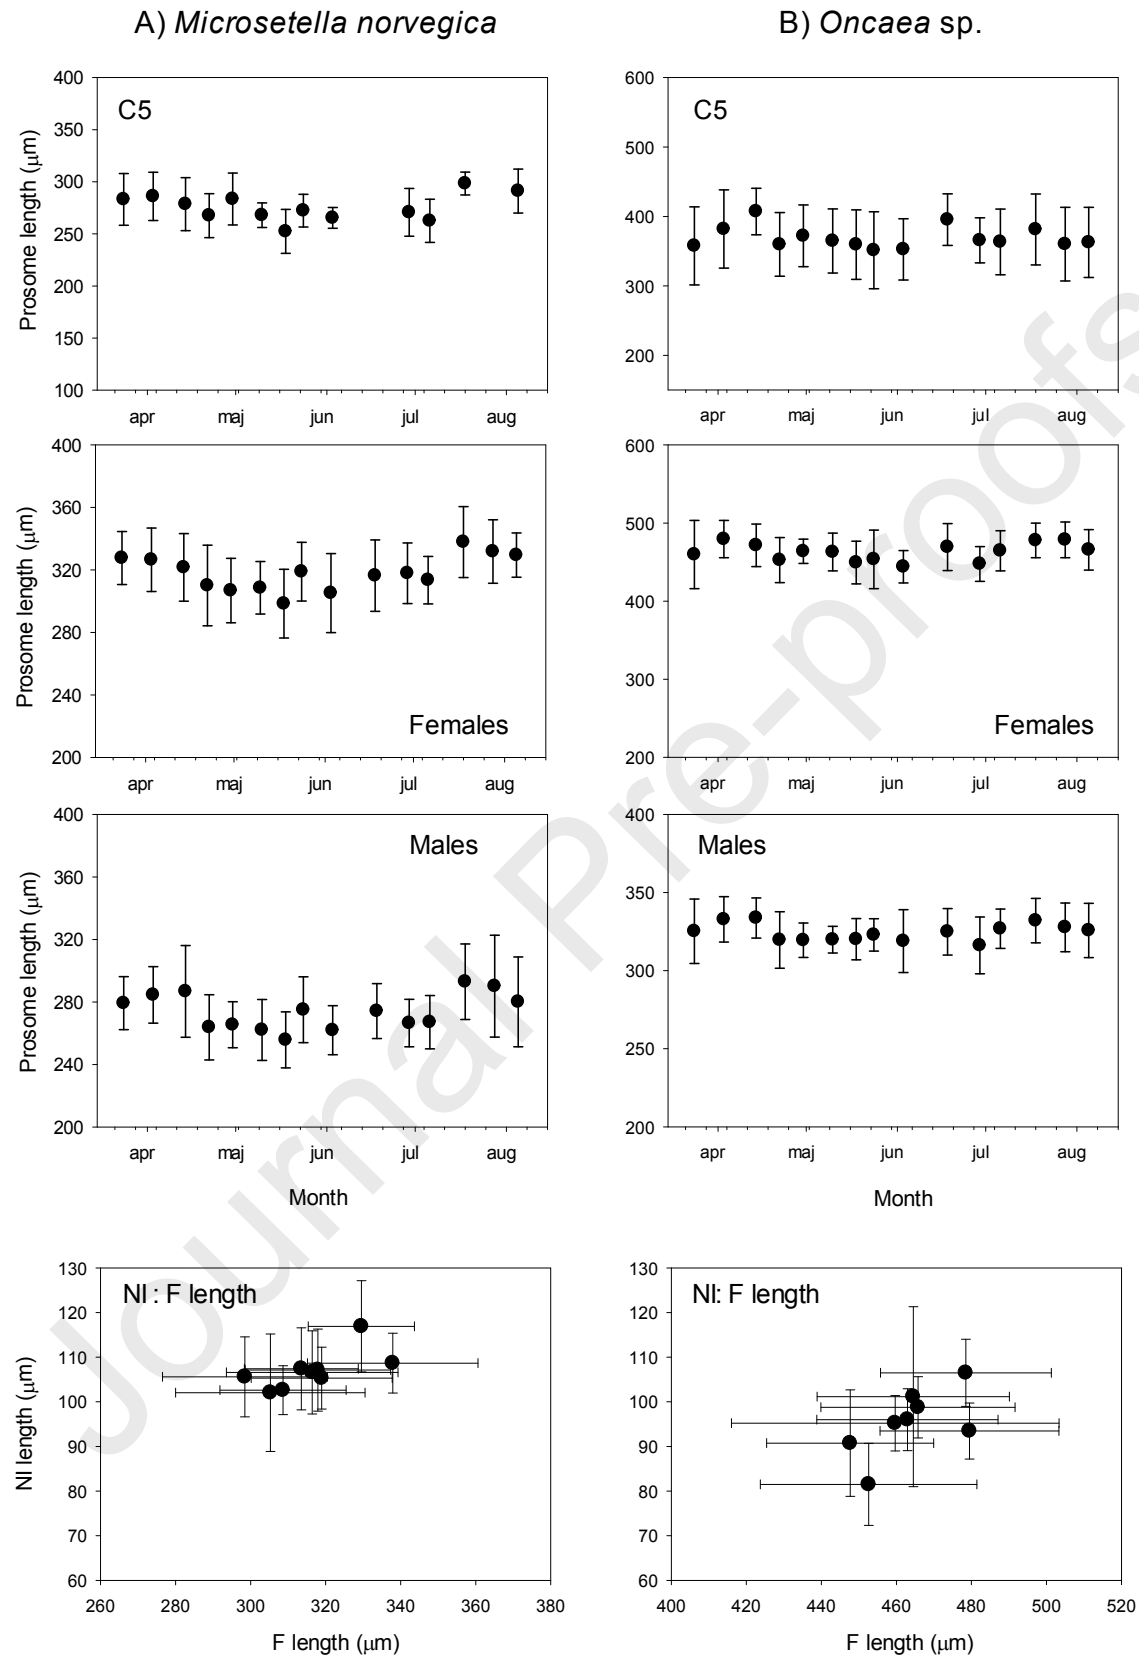 A) Microsetella norvegica
B) Oncaea sp.
400
350
300
250
200
150
100
Prosome length (μm)
C5
apr maj jun jul aug
600
500
400
300
200
C5
apr maj jun jul aug
400
360
320
280
240
200
Prosome length (μm)
Females
apr maj jun jul aug
600
500
400
300
200
Females
apr maj jun jul aug
400
360
320
280
240
200
Prosome length (μm)
Males
apr maj jun jul aug
Month
400
350
300
250
200
Males
apr maj jun jul aug
Month
130
120
110
100
90
80
70
60
NI length (μm)
NI : F length
260 280 300 320 340 360 380
F length (μm)
130
120
110
100
90
80
70
60
NI: F length
400 420 440 460 480 500 520
F length (μm)
Journal Pre-proofs